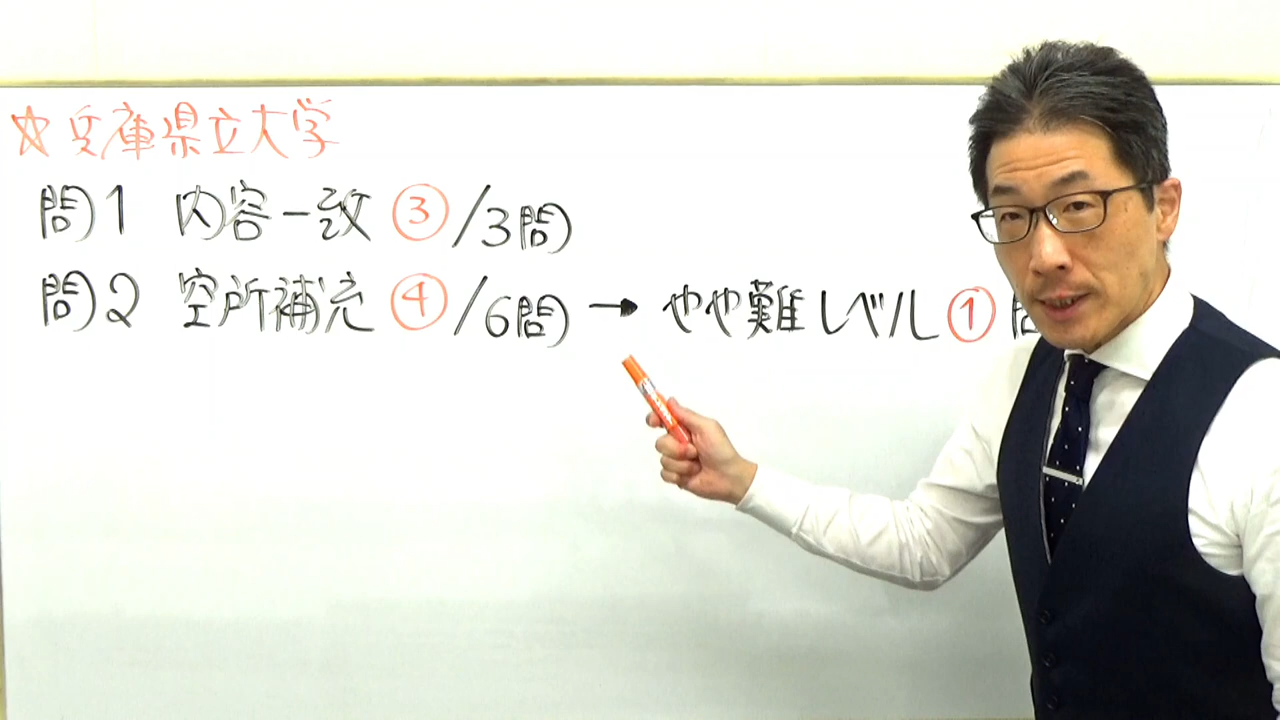 ☆兵庫県立大学
問1 内容一致 ③/3問
問2 空所補充 ④/6問 → やや難レベル ① 問